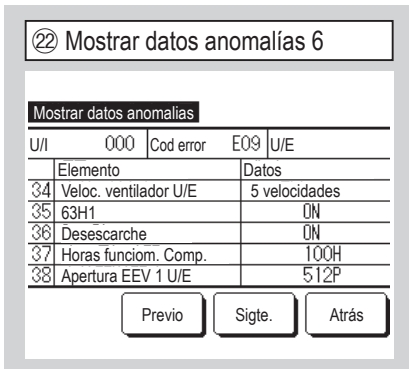 ㉒ Mostrar datos anomalías 6
Mostrar datos anomalias
U/I 000 Cod error E09 U/E
Elemento Datos
34 Veloc. ventilador U/E 5 velocidades
35 63H1 ON
36 Desescarche ON
37 Horas funciom. Comp. 100H
38 Apertura EEV 1 U/E 512P
Previo Sigte. Atrás